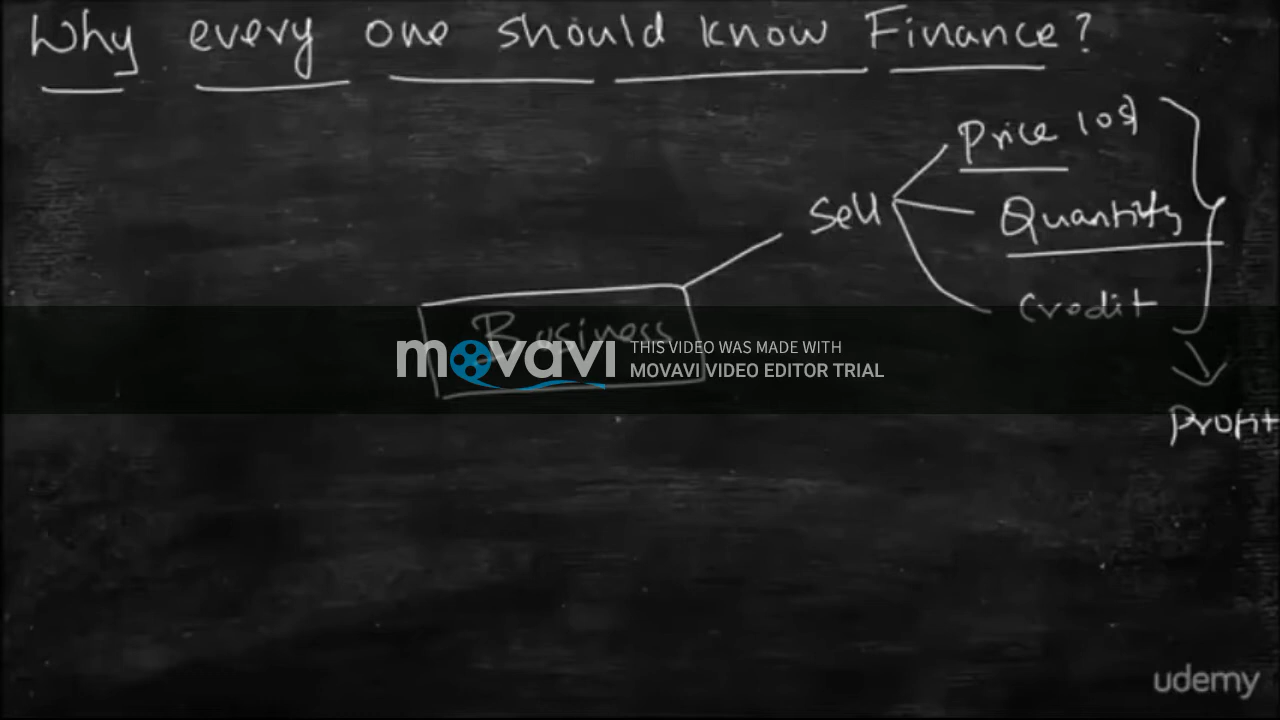 Why every one should know Finance?
Price 10$
Sell
Quantity
Credit
Business
movavi
THIS VIDEO WAS MADE WITH
MOVAVI VIDEO EDITOR TRIAL
Profit
udemy